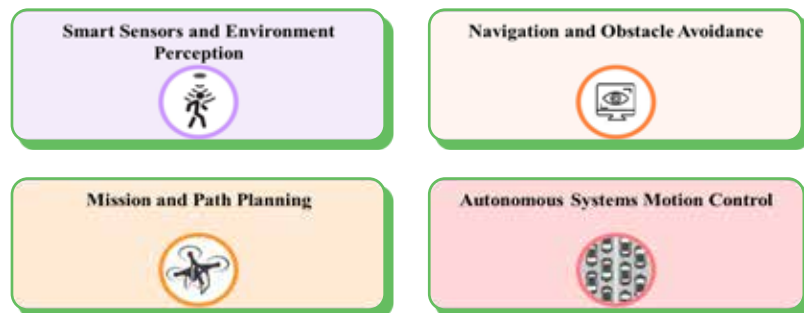 Smart Sensors and Environment
Perception
Navigation and Obstacle Avoidance
Mission and Path Planning
Autonomous Systems Motion Control